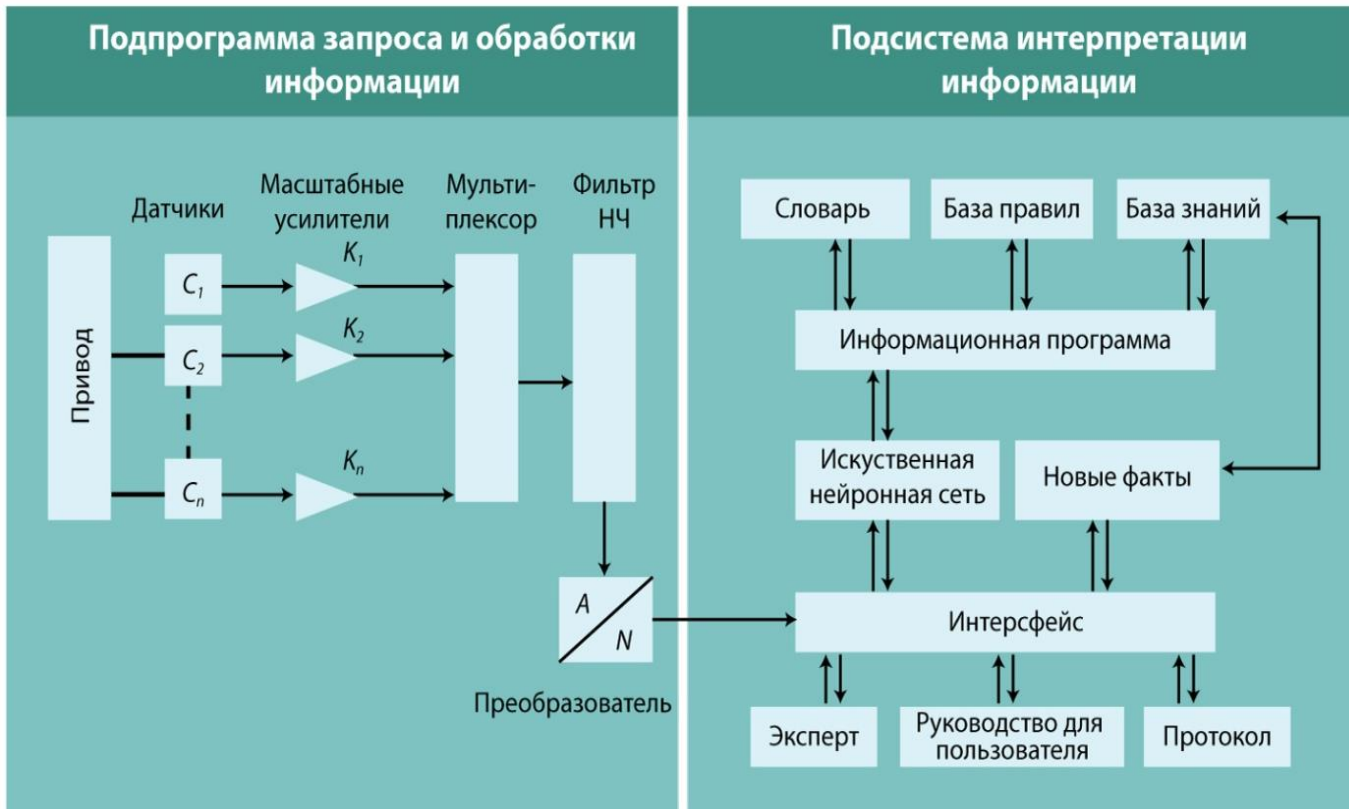 Подпрограмма запроса и обработки
информации
Подсистема интерпретации
информации
Датчики
Масштабные
усилители
Мульти-
плексор
Фильтр
НЧ
Привод
C1
K1
C2
K2
Cn
Kn
A
N
Преобразователь
Словарь
База правил
База знаний
Информационная программа
Искуственная
нейронная сеть
Новые факты
Интерсфейс
Эксперт
Руководство для
пользователя
Протокол